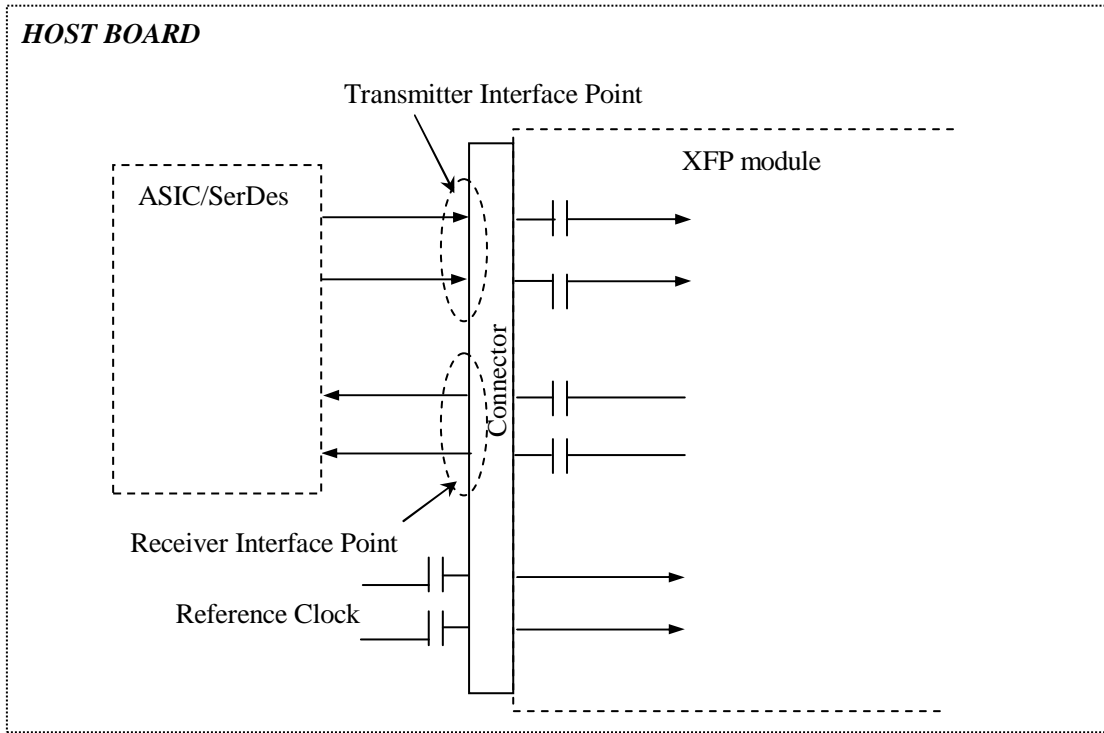 HOST BOARD
Transmitter Interface Point
XFP module
ASIC/SerDes
Connector
Receiver Interface Point
Reference Clock